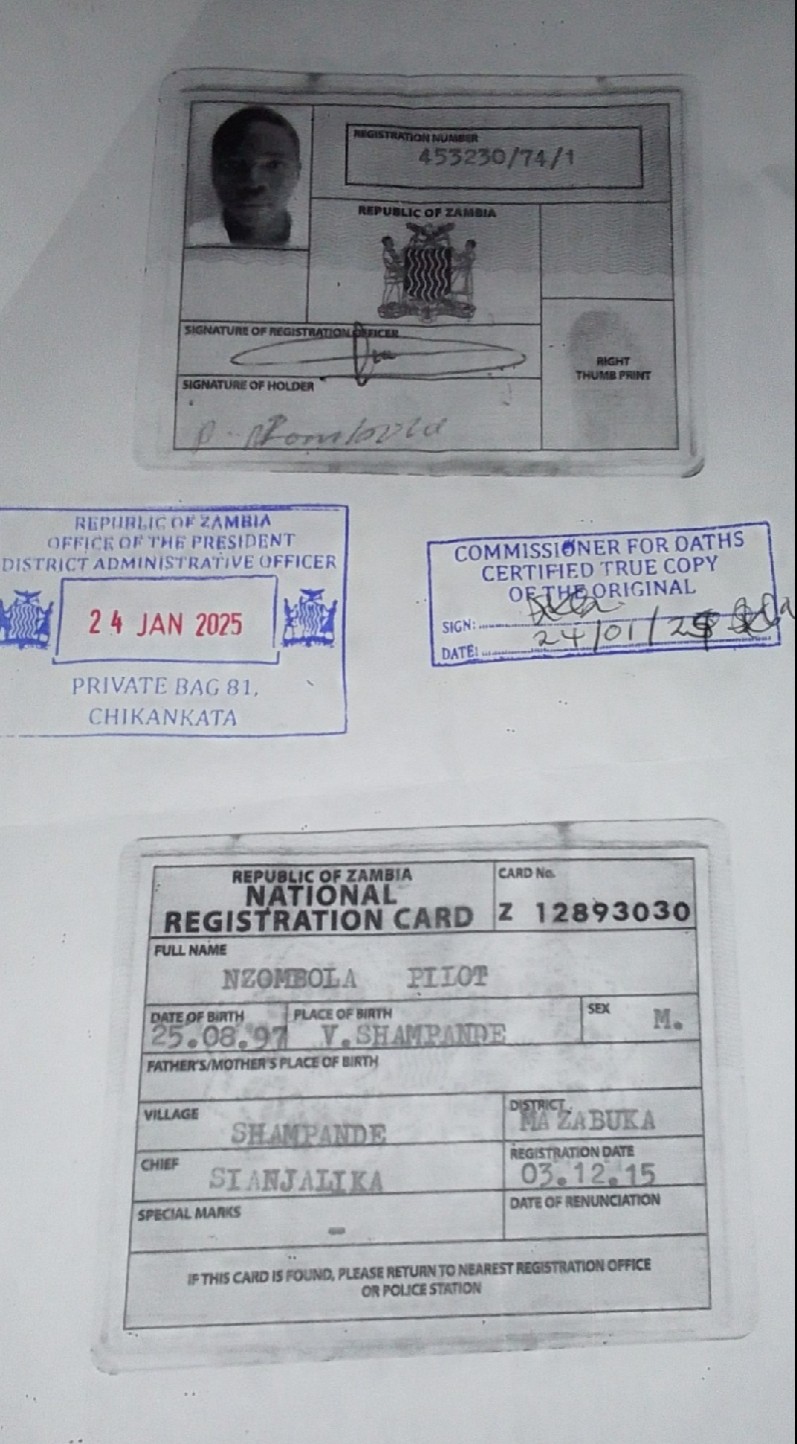 REGISTRATION NUMBER
453230/74/1
REPUBLIC OF ZAMBIA
SIGNATURE OF REGISTRATION OFFICER
SIGNATURE OF HOLDER
RIGHT
THUMB PRINT
REPUBLIC OF ZAMBIA
OFFICE OF THE PRESIDENT
DISTRICT ADMINISTRATIVE OFFICER
24 JAN 2025
PRIVATE BAG 81,
CHIKANKATA
COMMISSIONER FOR OATHS
CERTIFIED TRUE COPY
OF THE ORIGINAL
SIGN:
DATE: 24/01/25
REPUBLIC OF ZAMBIA
NATIONAL
REGISTRATION CARD
CARD No.
Z 12893030
FULL NAME
NZOMBOLA PILOT
DATE OF BIRTH
25.08.97
PLACE OF BIRTH
V.SHAMPANDE
SEX
M.
FATHER'S/MOTHER'S PLACE OF BIRTH
VILLAGE
SHAMPANDE
DISTRICT
MAZABUKA
CHIEF
SIANJALIKA
REGISTRATION DATE
03.12.15
SPECIAL MARKS
-
DATE OF RENUNCIATION
IF THIS CARD IS FOUND, PLEASE RETURN TO NEAREST REGISTRATION OFFICE
OR POLICE STATION